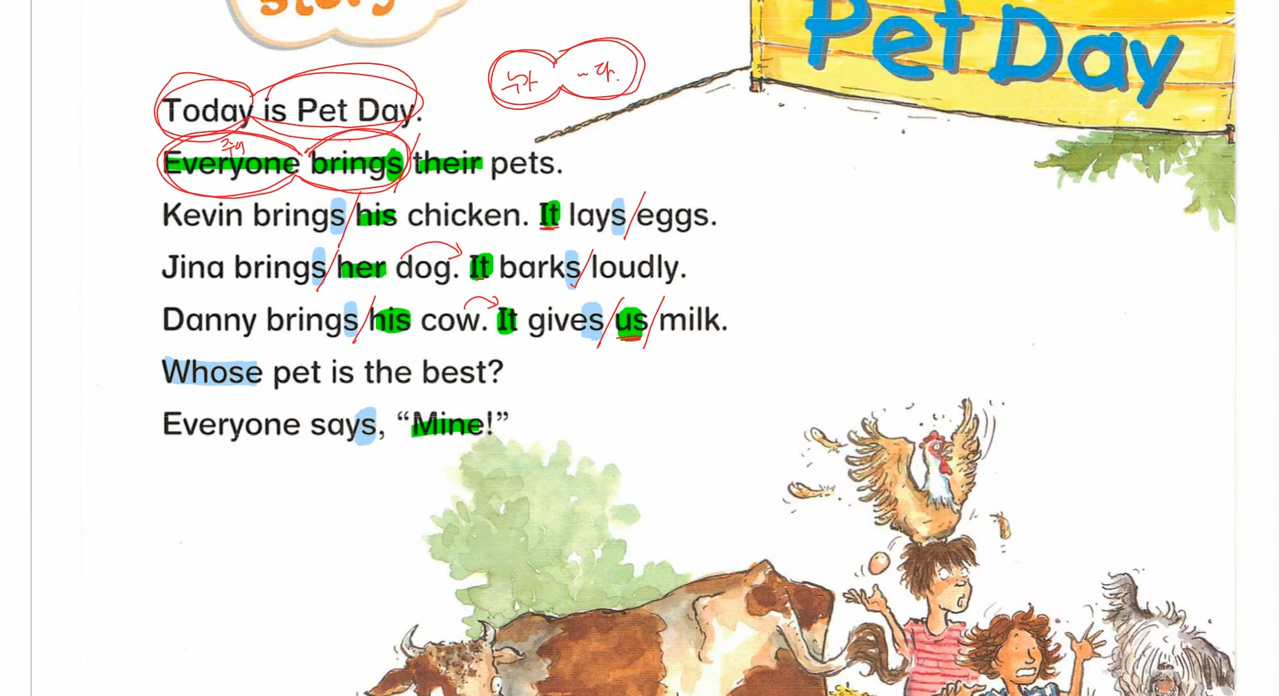 story
Pet Day
누가 ...다.
Today is Pet Day.
주어
Everyone brings their pets.
Kevin brings his chicken. It lays eggs.
Jina brings her dog. It barks loudly.
Danny brings his cow. It gives us milk.
Whose pet is the best?
Everyone says, “Mine!”